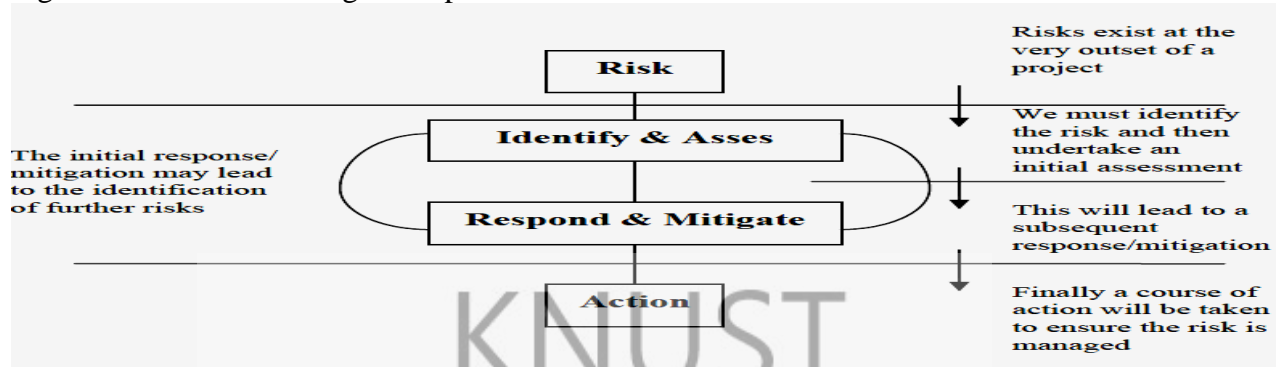 Risk
Risks exist at the
very outset of a
project
Identify & Asses
We must identify
the risk and then
undertake an
initial assessment
The initial response/
mitigation may lead
to the identification
of further risks
Respond & Mitigate
This will lead to a
subsequent
response/mitigation
Action
Finally a course of
action will be taken
to ensure the risk is
managed
KNUST